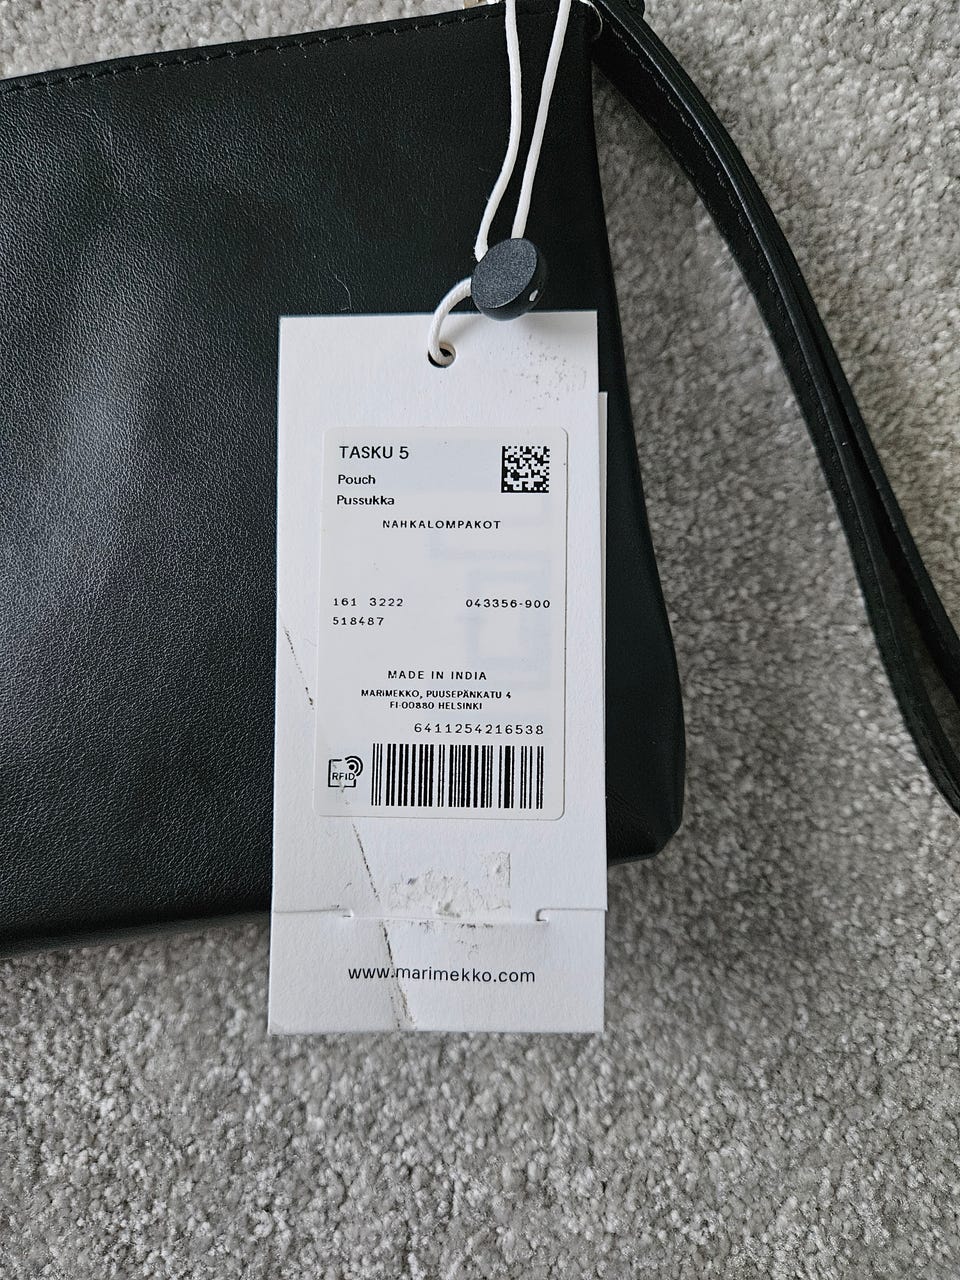 TASKU 5
Pouch
Pussukka
NAHKALOMPAKOT
161 3222 043356-900
518487
MADE IN INDIA
MARIMEKKO, PUUSEPÄNKATU 4
FI-00880 HELSINKI
6411254216538
RFID
www.marimekko.com